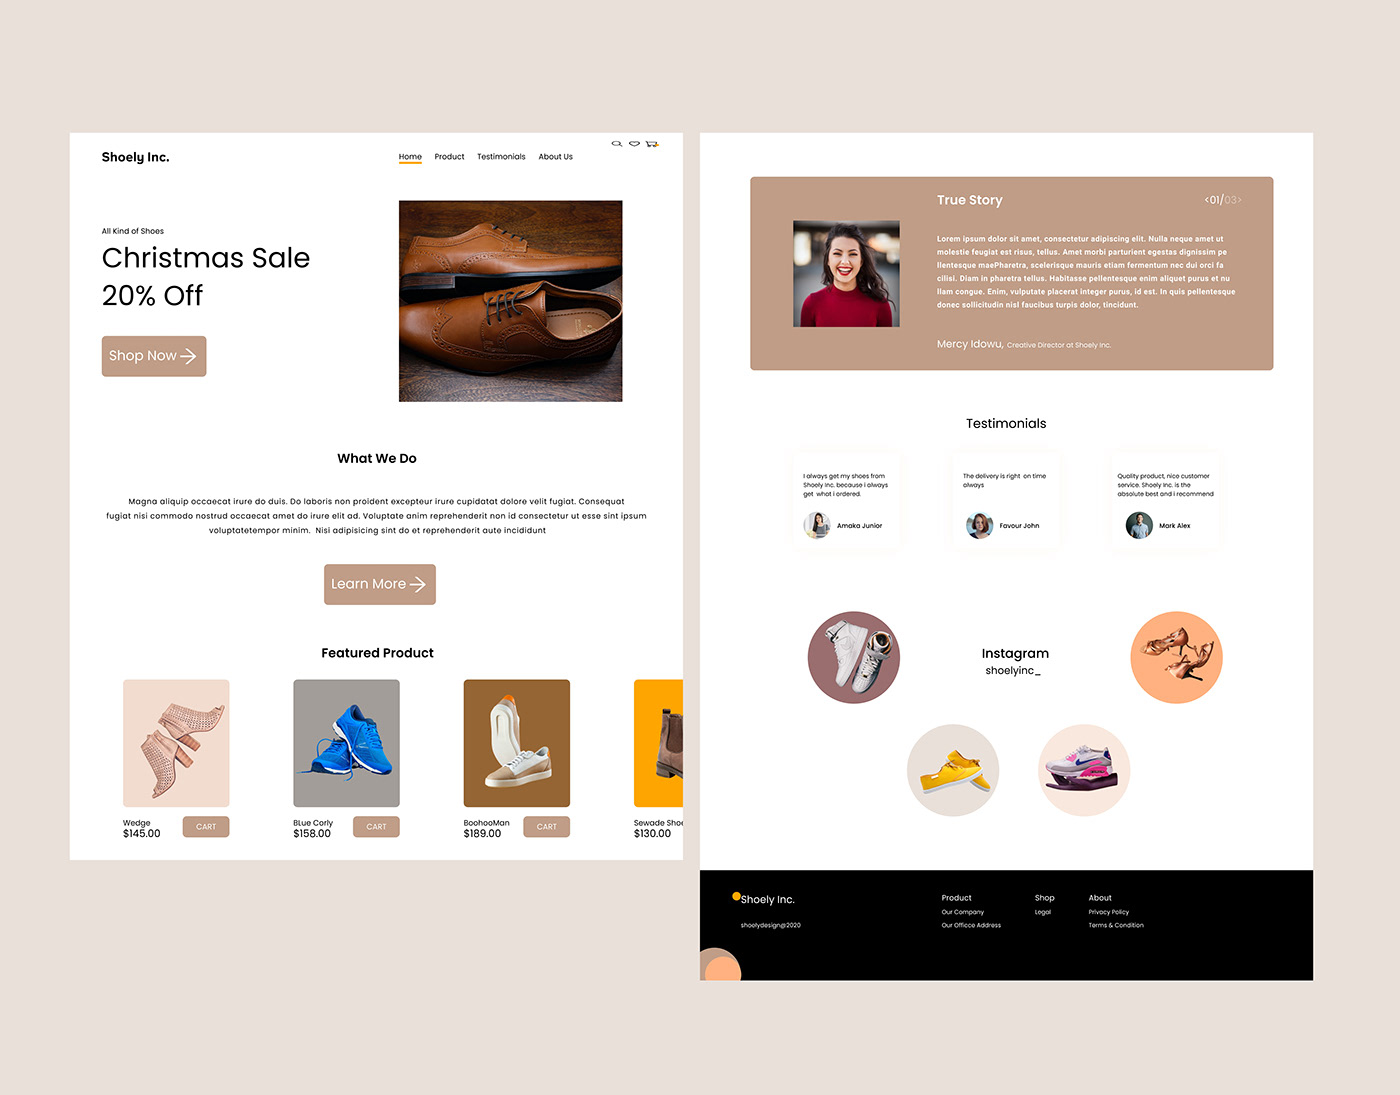 Shoely Inc.
Home
Product
Testimonials
About Us
All Kind of Shoes
Christmas Sale
20% Off
Shop Now
What We Do
Magna aliquip occaecat irure do duis. Do laboris non proident excepteur irure cupidatat dolore velit fugiat. Consequat
fugiat nisi commodo nostrud occaecat amet do irure elit ad. Voluptate anim reprehenderit non id consectetur ut esse sint ipsum
voluptatetempor minim. Nisi adipisicing sint do et reprehenderit aute incididunt
Learn More
Featured Product
Wedge
$145.00
CART
BLue Corly
$158.00
CART
BoohooMan
$189.00
CART
Sewade Shoe
$130.00
True Story
<01/03>
Lorem ipsum dolor sit amet, consectetur adipiscing elit. Nulla neque amet ut
molestie feugiat est risus, tellus. Amet morbi parturient egestas dignissim pe
llentesque maePharetra, scelerisque mauris etiam fermentum nec dui orci fa
cilisi. Diam in pharetra tellus. Habitasse pellentesque enim aliquet purus et nu
llam congue. Enim, vulputate placerat integer purus, id est. In quis pellentesque
donec sollicitudin nisl faucibus turpis dolor, tincidunt.
Mercy Idowu, Creative Director at Shoely Inc.
Testimonials
I always get my shoes from
Shoely Inc. because i always
get what i ordered.
Amaka Junior
The delivery is right on time
always
Favour John
Quality product, nice customer
service. Shoely Inc. is the
absolute best and i recommend
Mark Alex
Instagram
shoelyinc_
Shoely Inc.
shoelydesign@2020
Product
Our Company
Our Officce Address
Shop
Legal
About
Privacy Policy
Terms & Condition